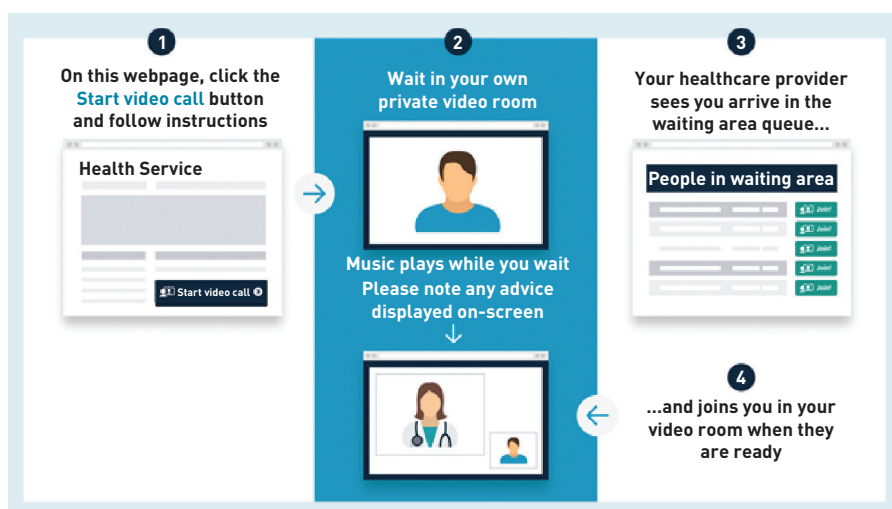 1
On this webpage, click the
Start video call button
and follow instructions
Health Service
Start video call
2
Wait in your own
private video room
Music plays while you wait
Please note any advice
displayed on-screen
3
Your healthcare provider
sees you arrive in the
waiting area queue...
People in waiting area
Join!
Join!
Join!
Join!
Join!
4
...and joins you in your
video room when they
are ready